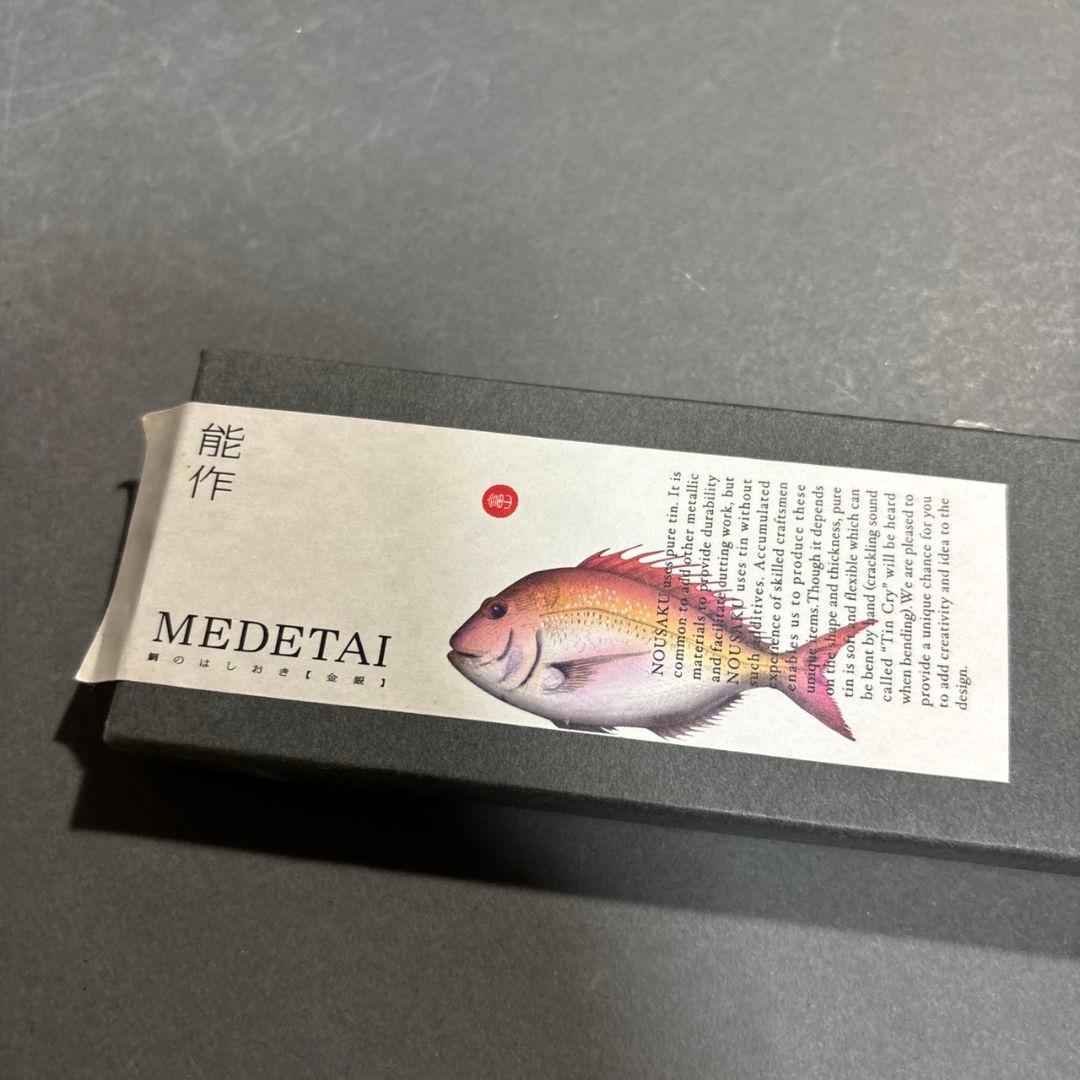 能作
MEDETAI
鯛のはしおき【金銀】
NOUSAKU uses pure tin. It is
common to add other metallic
materials to provide durability
and facilitate cutting work, but
NOUSAKU uses tin without
such additives. Accumulated
experience of skilled craftsmen
enables us to produce these
unique items. Though it depends
on the shape and thickness, pure
tin is soft and flexible which can
be bent by hand (crackling sound
called “Tin Cry” will be heard
when bending). We are pleased to
provide a unique chance for you
to add creativity and idea to the
design.